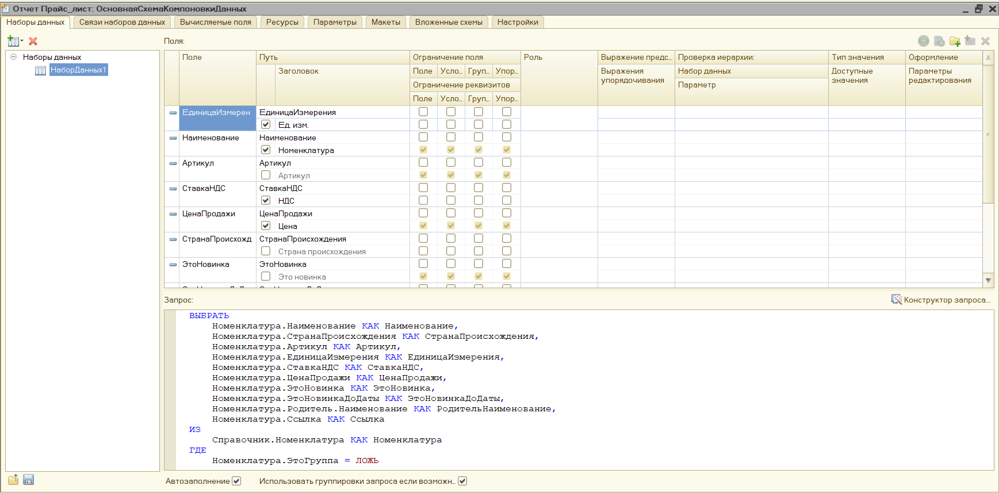 Отчет Прайс_лист: ОсновнаяСхемаКомпоновкиДанных
Наборы данных Связи наборов данных Вычисляемые поля Ресурсы Параметры Макеты Вложенные схемы Настройки
Поля:
Наборы данных
НаборДанных1
Поле Путь Ограничение поля Роль Выражение предс... Проверка иерархии: Тип значения Оформление
Заголовок Поле Усло... Груп... Упор... Выражения упорядочивания Набор данных Доступные значения Параметры редактирования
Ограничение реквизитов Параметр
Поле Усло... Груп... Упор...
ЕдиницаИзмерен ЕдиницаИзмерения
Ед. изм.
Наименование Наименование
Номенклатура
Артикул Артикул
Артикул
СтавкаНДС СтавкаНДС
НДС
ЦенаПродажи ЦенаПродажи
Цена
СтранаПроисхожд СтранаПроисхождения
Страна происхождения
ЭтоНовинка ЭтоНовинка
Это новинка
Запрос:
Конструктор запроса...
ВЫБРАТЬ
Номенклатура.Наименование КАК Наименование,
Номенклатура.СтранаПроисхождения КАК СтранаПроисхождения,
Номенклатура.Артикул КАК Артикул,
Номенклатура.ЕдиницаИзмерения КАК ЕдиницаИзмерения,
Номенклатура.СтавкаНДС КАК СтавкаНДС,
Номенклатура.ЦенаПродажи КАК ЦенаПродажи,
Номенклатура.ЭтоНовинка КАК ЭтоНовинка,
Номенклатура.ЭтоНовинкаДоДаты КАК ЭтоНовинкаДоДаты,
Номенклатура.Родитель.Наименование КАК РодительНаименование,
Номенклатура.Ссылка КАК Ссылка
ИЗ
Справочник.Номенклатура КАК Номенклатура
ГДЕ
Номенклатура.ЭтоГруппа = ЛОЖЬ
Автозаполнение Использовать группировки запроса если возможн...